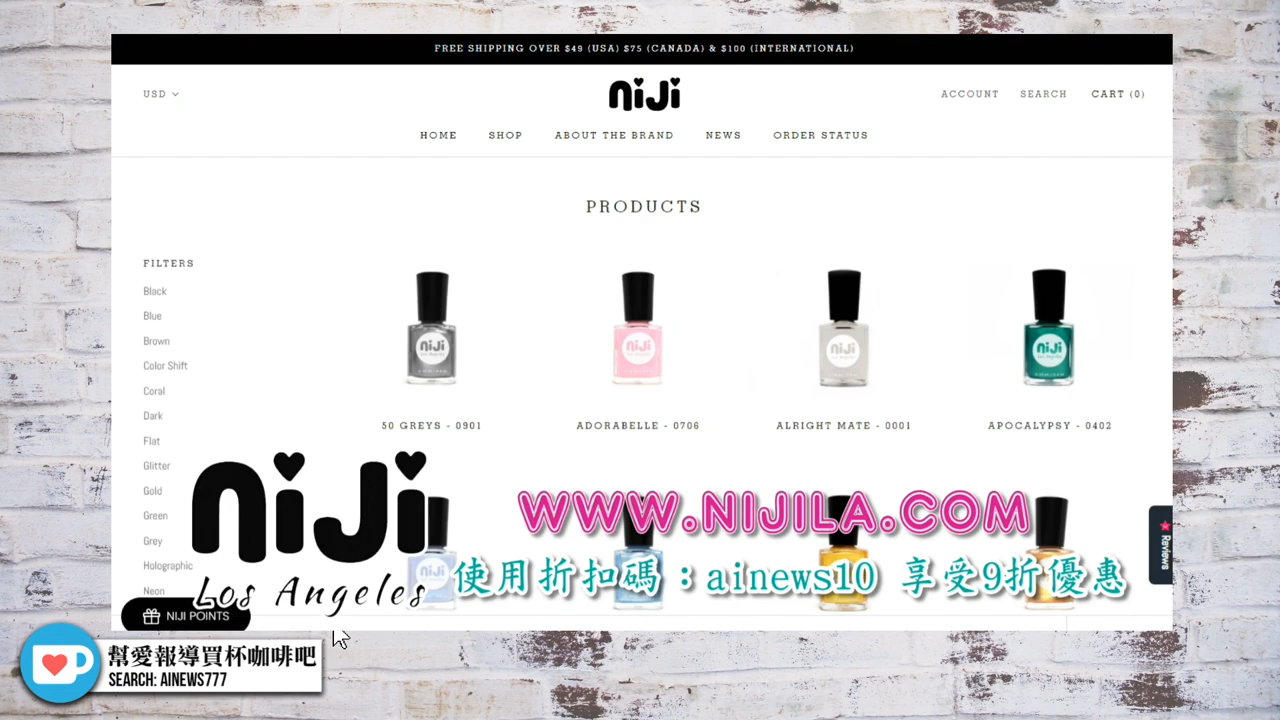 FREE SHIPPING OVER $49 (USA) $75 (CANADA) & $100 (INTERNATIONAL)
USD
niji
ACCOUNT SEARCH CART (0)
HOME SHOP ABOUT THE BRAND NEWS ORDER STATUS
PRODUCTS
FILTERS
Black
Blue
Brown
Color Shift
Coral
Dark
Flat
Glitter
Gold
Green
Grey
Holographic
Neon
niji
niji
niji
niji
50 GREYS - 0901
ADORABELLE - 0706
ALRIGHT MATE - 0001
APOCALYPSY - 0402
niji
Los Angeles
WWW.NIJILA.COM
使用折扣碼：ainews10 享受9折優惠
Reviews
NIJI POINTS
幫愛報導買杯咖啡吧
SEARCH: AINEWS777